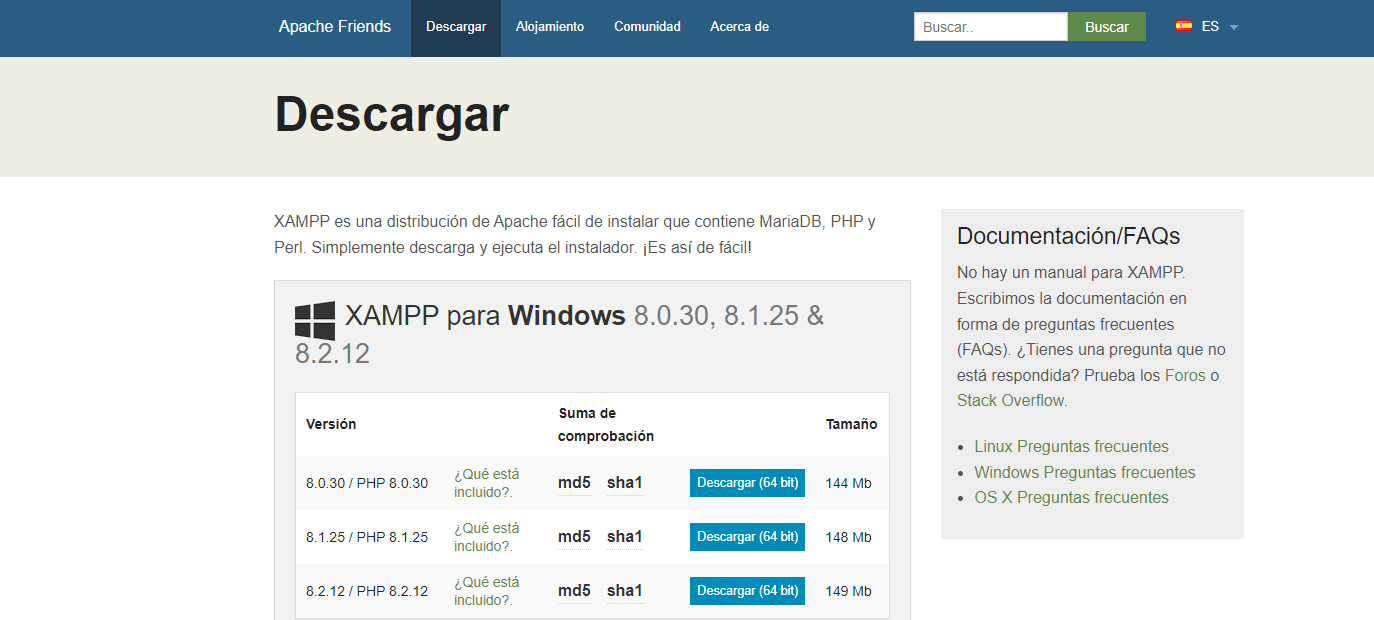 Apache Friends
Descargar
Alojamiento
Comunidad
Acerca de
Buscar..
Buscar
ES
Descargar
XAMPP es una distribución de Apache fácil de instalar que contiene MariaDB, PHP y
Perl. Simplemente descarga y ejecuta el instalador. ¡Es así de fácil!
XAMPP para Windows 8.0.30, 8.1.25 &
8.2.12
Versión
Suma de
comprobación
Tamaño
8.0.30 / PHP 8.0.30
¿Qué está
incluido?.
md5
sha1
Descargar (64 bit)
144 Mb
8.1.25 / PHP 8.1.25
¿Qué está
incluido?.
md5
sha1
Descargar (64 bit)
148 Mb
8.2.12 / PHP 8.2.12
¿Qué está
incluido?.
md5
sha1
Descargar (64 bit)
149 Mb
Documentación/FAQs
No hay un manual para XAMPP.
Escribimos la documentación en
forma de preguntas frecuentes
(FAQs). ¿Tienes una pregunta que no
está respondida? Prueba los Foros o
Stack Overflow.
Linux Preguntas frecuentes
Windows Preguntas frecuentes
OS X Preguntas frecuentes